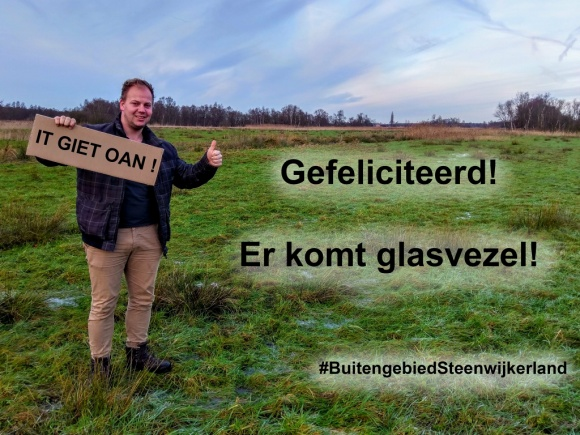 IT GIET OAN !
Gefeliciteerd!
Er komt glasvezel!
#BuitengebiedSteenwijkerland